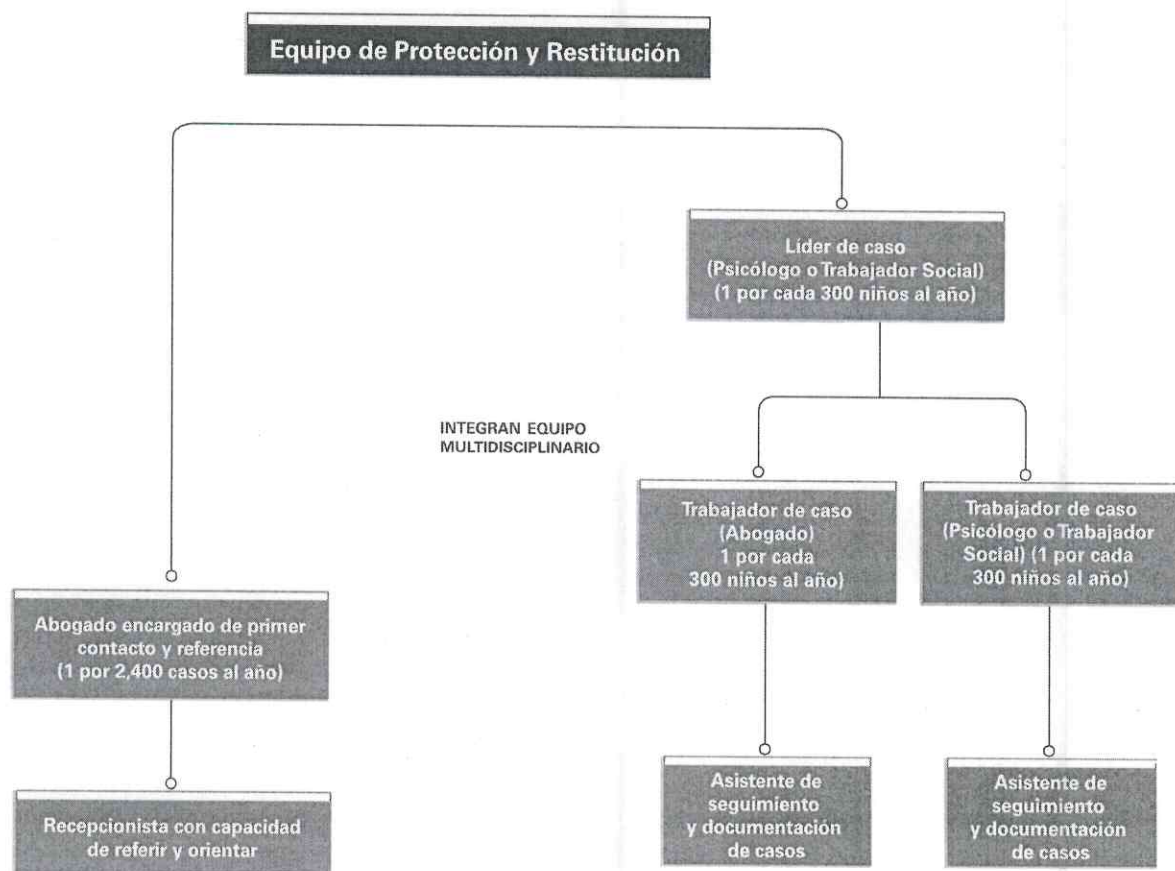 Equipo de Protección y Restitución
Líder de caso
(Psicólogo o Trabajador Social)
(1 por cada 300 niños al año)
INTEGRAN EQUIPO
MULTIDISCIPLINARIO
Trabajador de caso
(Abogado)
1 por cada
300 niños al año)
Trabajador de caso
(Psicólogo o Trabajador
Social) (1 por cada
300 niños al año)
Abogado encargado de primer
contacto y referencia
(1 por 2,400 casos al año)
Recepcionista con capacidad
de referir y orientar
Asistente de
seguimiento
y documentación
de casos
Asistente de
seguimiento
y documentación
de casos